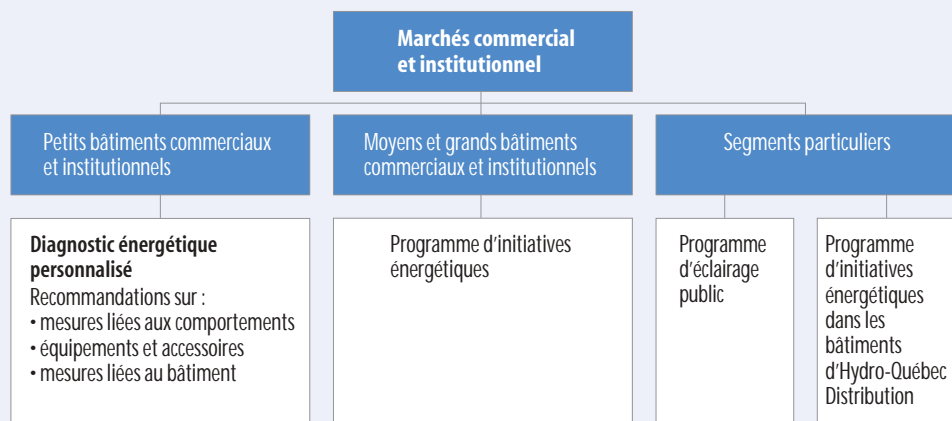 Marchés commercial
et institutionnel
Petits bâtiments commerciaux
et institutionnels
Moyens et grands bâtiments
commerciaux et institutionnels
Segments particuliers
Diagnostic énergétique
personnalisé
Recommandations sur :
• mesures liées aux comportements
• équipements et accessoires
• mesures liées au bâtiment
Programme d'initiatives
énergétiques
Programme
d'éclairage
public
Programme
d'initiatives
énergétiques
dans les
bâtiments
d'Hydro-Québec
Distribution